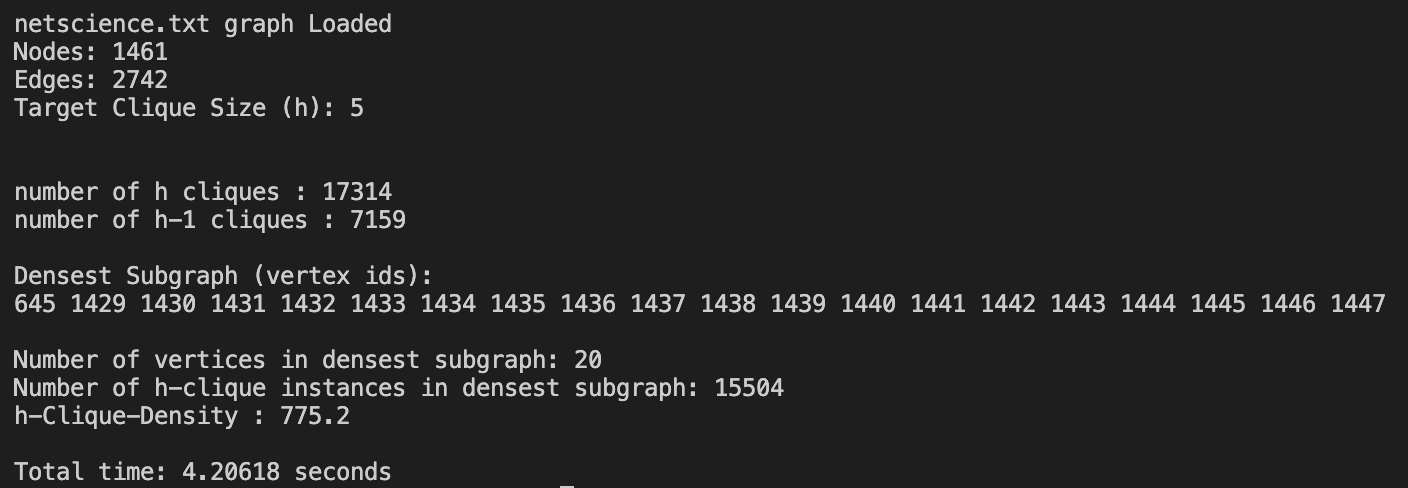 netscience.txt graph Loaded
Nodes: 1461
Edges: 2742
Target Clique Size (h): 5
number of h cliques : 17314
number of h-1 cliques : 7159
Densest Subgraph (vertex ids):
645 1429 1430 1431 1432 1433 1434 1435 1436 1437 1438 1439 1440 1441 1442 1443 1444 1445 1446 1447
Number of vertices in densest subgraph: 20
Number of h-clique instances in densest subgraph: 15504
h-Clique-Density : 775.2
Total time: 4.20618 seconds